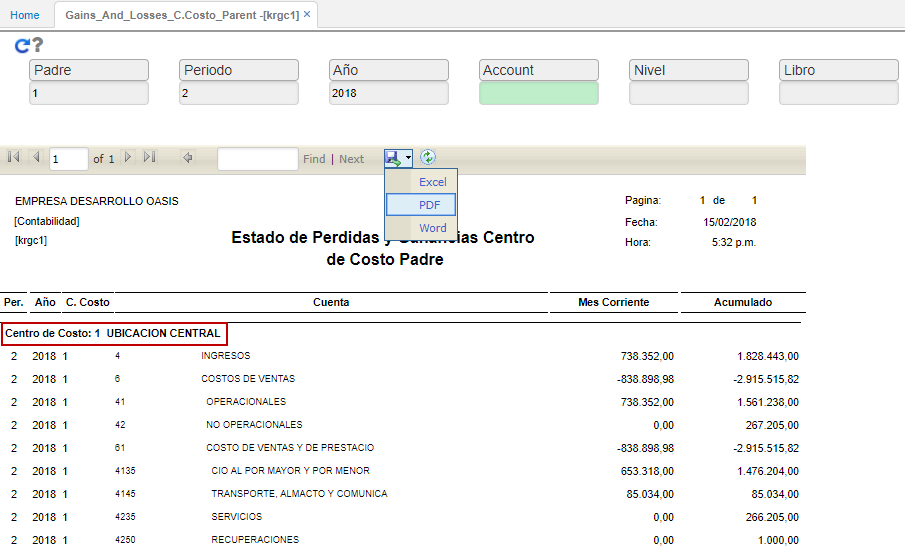 Home Gains_And_Losses_C.Costo_Parent -[krgc1] ×
?
Padre Periodo Año Account Nivel Libro
1 2 2018
1 of 1 Find | Next
Excel
PDF
Word
EMPRESA DESARROLLO OASIS Pagina: 1 de 1
[Contabilidad] Fecha: 15/02/2018
[krgc1] Hora: 5:32 p.m.
Estado de Perdidas y Ganancias Centro
de Costo Padre
Per. Año C. Costo Cuenta Mes Corriente Acumulado
Centro de Costo: 1 UBICACION CENTRAL
2 2018 1 4 INGRESOS 738.352,00 1.828.443,00
2 2018 1 6 COSTOS DE VENTAS -838.898,98 -2.915.515,82
2 2018 1 41 OPERACIONALES 738.352,00 1.561.238,00
2 2018 1 42 NO OPERACIONALES 0,00 267.205,00
2 2018 1 61 COSTO DE VENTAS Y DE PRESTACIO -838.898,98 -2.915.515,82
2 2018 1 4135 CIO AL POR MAYOR Y POR MENOR 653.318,00 1.476.204,00
2 2018 1 4145 TRANSPORTE, ALMACTO Y COMUNICA 85.034,00 85.034,00
2 2018 1 4235 SERVICIOS 0,00 266.205,00
2 2018 1 4250 RECUPERACIONES 0,00 1.000,00